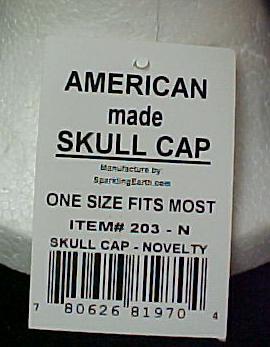 AMERICAN
made
SKULL CAP
Manufacture by
SparklingEarth.com
ONE SIZE FITS MOST
ITEM# 203 - N
SKULL CAP - NOVELTY
7 80626 81970 4